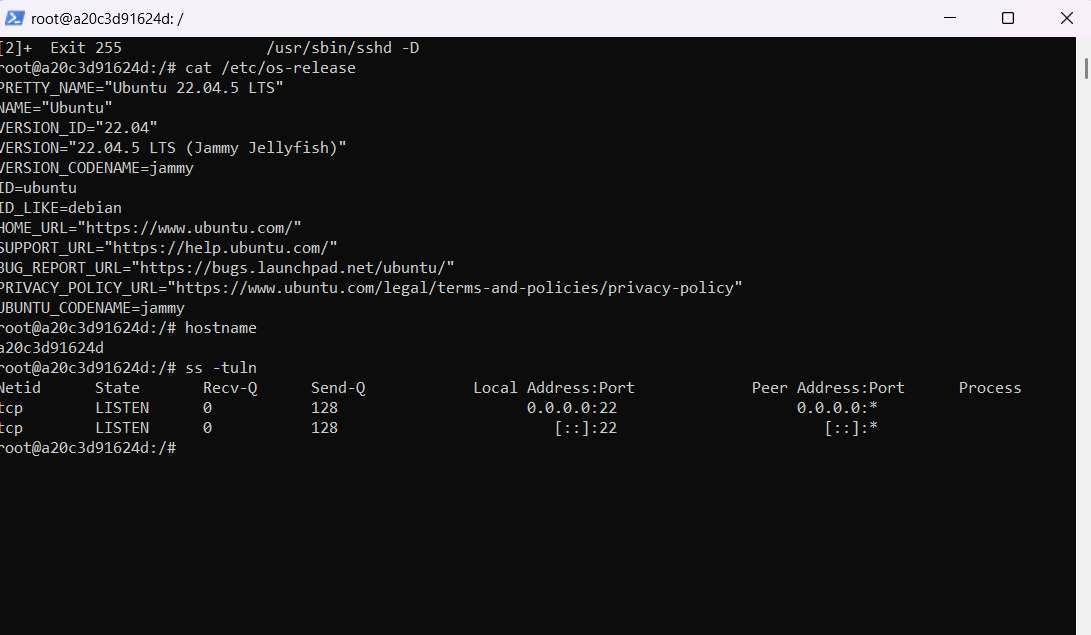 root@a20c3d91624d: /
[2]+  Exit 255                /usr/sbin/sshd -D
root@a20c3d91624d:/# cat /etc/os-release
PRETTY_NAME="Ubuntu 22.04.5 LTS"
NAME="Ubuntu"
VERSION_ID="22.04"
VERSION="22.04.5 LTS (Jammy Jellyfish)"
VERSION_CODENAME=jammy
ID=ubuntu
ID_LIKE=debian
HOME_URL="https://www.ubuntu.com/"
SUPPORT_URL="https://help.ubuntu.com/"
BUG_REPORT_URL="https://bugs.launchpad.net/ubuntu/"
PRIVACY_POLICY_URL="https://www.ubuntu.com/legal/terms-and-policies/privacy-policy"
UBUNTU_CODENAME=jammy
root@a20c3d91624d:/# hostname
a20c3d91624d
root@a20c3d91624d:/# ss -tuln
Netid      State       Recv-Q      Send-Q            Local Address:Port             Peer Address:Port      Process
tcp        LISTEN      0           128                     0.0.0.0:22                    0.0.0.0:*
tcp        LISTEN      0           128                        [::]:22                       [::]:*
root@a20c3d91624d:/#